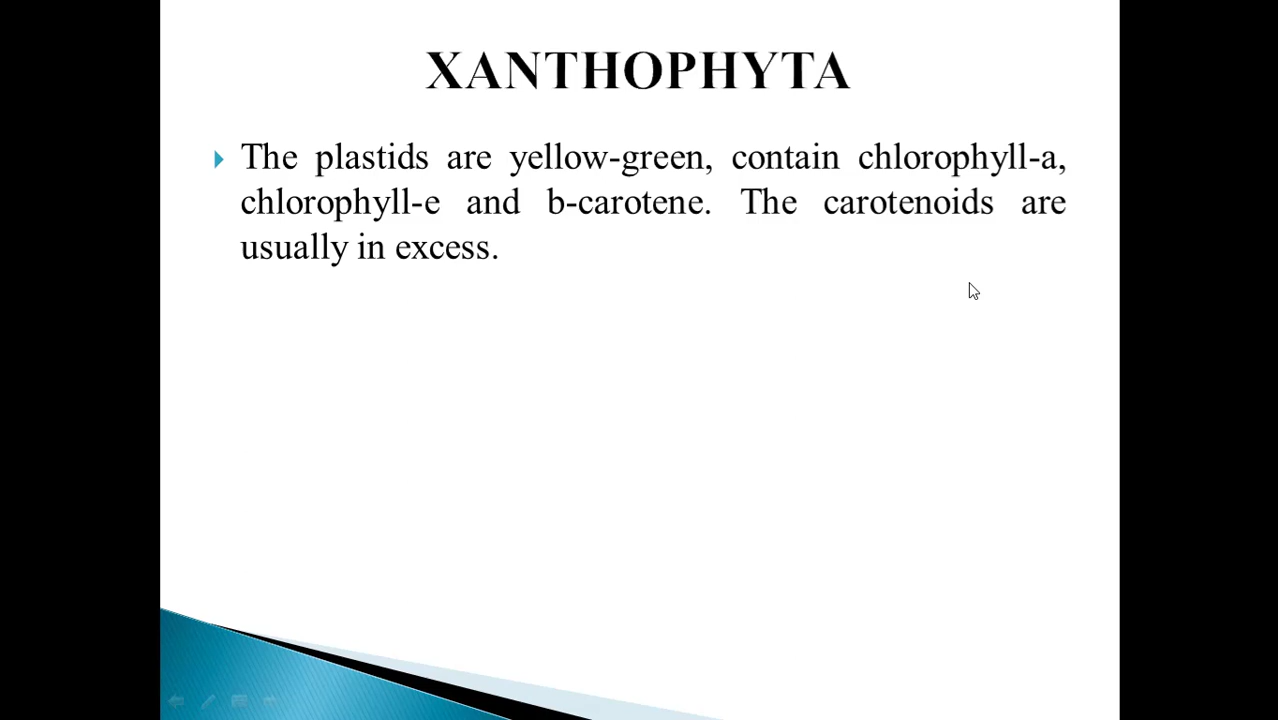 XANTHOPHYTA
The plastids are yellow-green, contain chlorophyll-a,
chlorophyll-e and b-carotene. The carotenoids are
usually in excess.